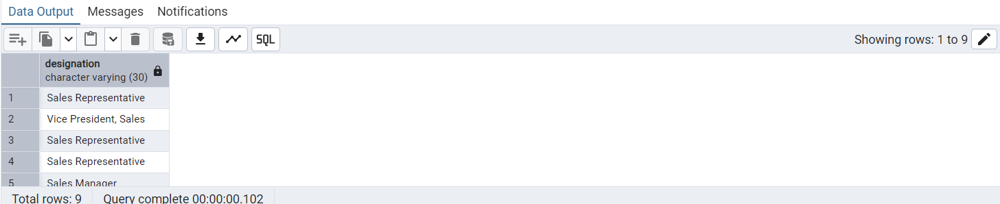 Data Output Messages Notifications
SQL Showing rows: 1 to 9
designation
character varying (30)
1 Sales Representative
2 Vice President, Sales
3 Sales Representative
4 Sales Representative
5 Sales Manager
Total rows: 9 Query complete 00:00:00.102